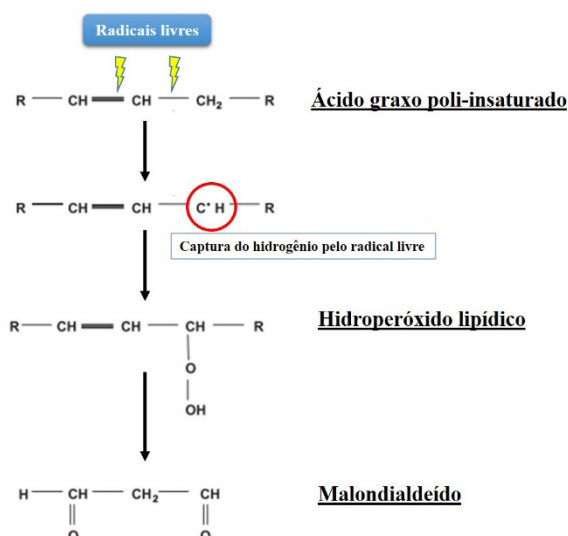 Radicais livres
R CH CH CH₂ R
Ácido graxo poli-insaturado
R CH CH C˙ H R
Captura do hidrogênio pelo radical livre
R CH CH CH R
Hidroperóxido lipídico
O
OH
H CH CH₂ CH
Malondialdeído
O O